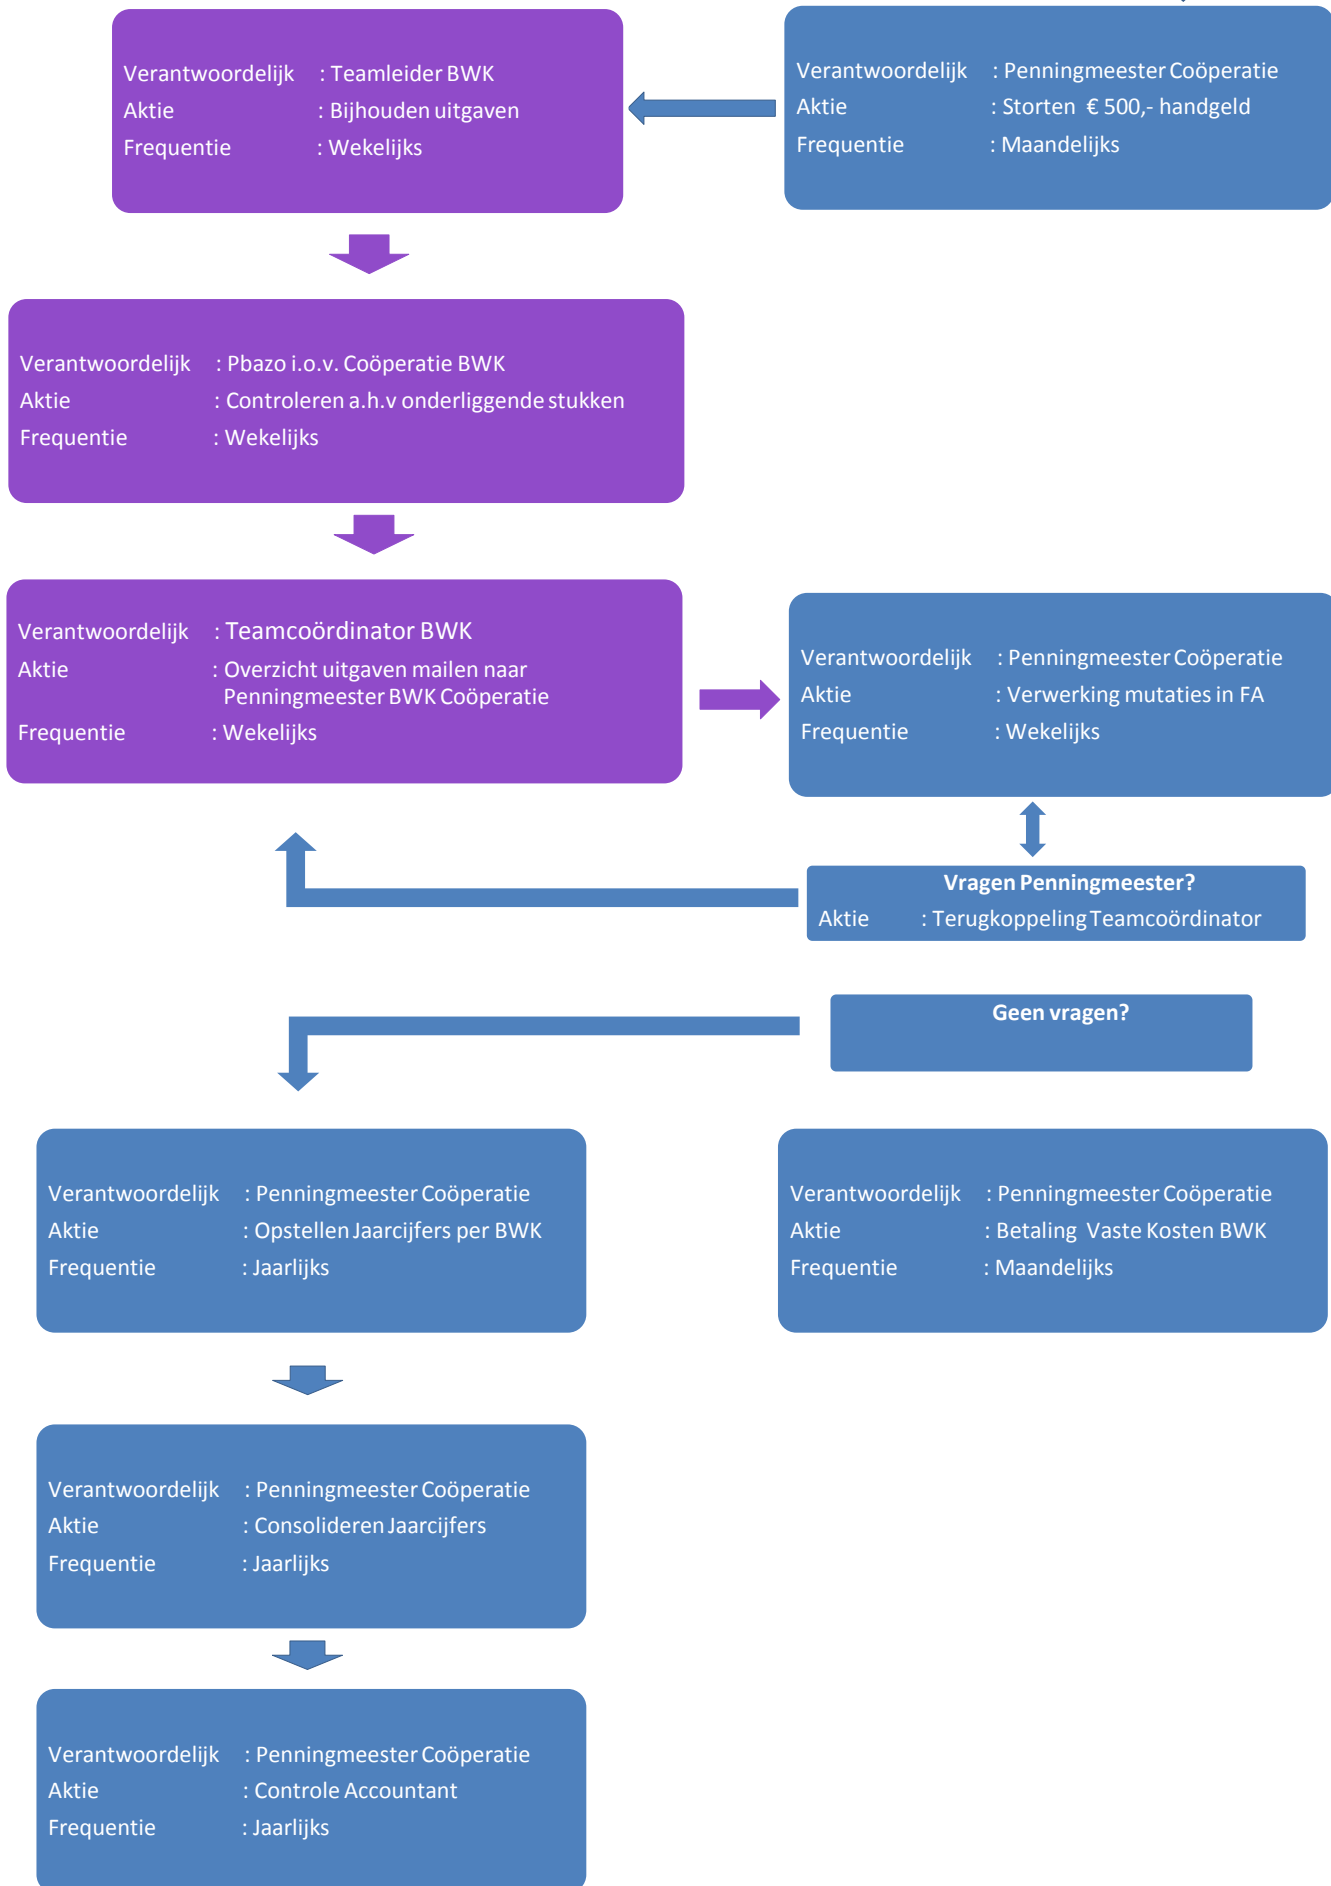 Verantwoordelijk : Teamleider BWK
Aktie : Bijhouden uitgaven
Frequentie : Wekelijks
Verantwoordelijk : Penningmeester Coöperatie
Aktie : Storten € 500,- handgeld
Frequentie : Maandelijks
Verantwoordelijk : Pbazo i.o.v. Coöperatie BWK
Aktie : Controleren a.h.v onderliggende stukken
Frequentie : Wekelijks
Verantwoordelijk : Teamcoördinator BWK
Aktie : Overzicht uitgaven mailen naar
Penningmeester BWK Coöperatie
Frequentie : Wekelijks
Verantwoordelijk : Penningmeester Coöperatie
Aktie : Verwerking mutaties in FA
Frequentie : Wekelijks
Vragen Penningmeester?
Aktie : Terugkoppeling Teamcoördinator
Geen vragen?
Verantwoordelijk : Penningmeester Coöperatie
Aktie : Opstellen Jaarcijfers per BWK
Frequentie : Jaarlijks
Verantwoordelijk : Penningmeester Coöperatie
Aktie : Betaling Vaste Kosten BWK
Frequentie : Maandelijks
Verantwoordelijk : Penningmeester Coöperatie
Aktie : Consolideren Jaarcijfers
Frequentie : Jaarlijks
Verantwoordelijk : Penningmeester Coöperatie
Aktie : Controle Accountant
Frequentie : Jaarlijks